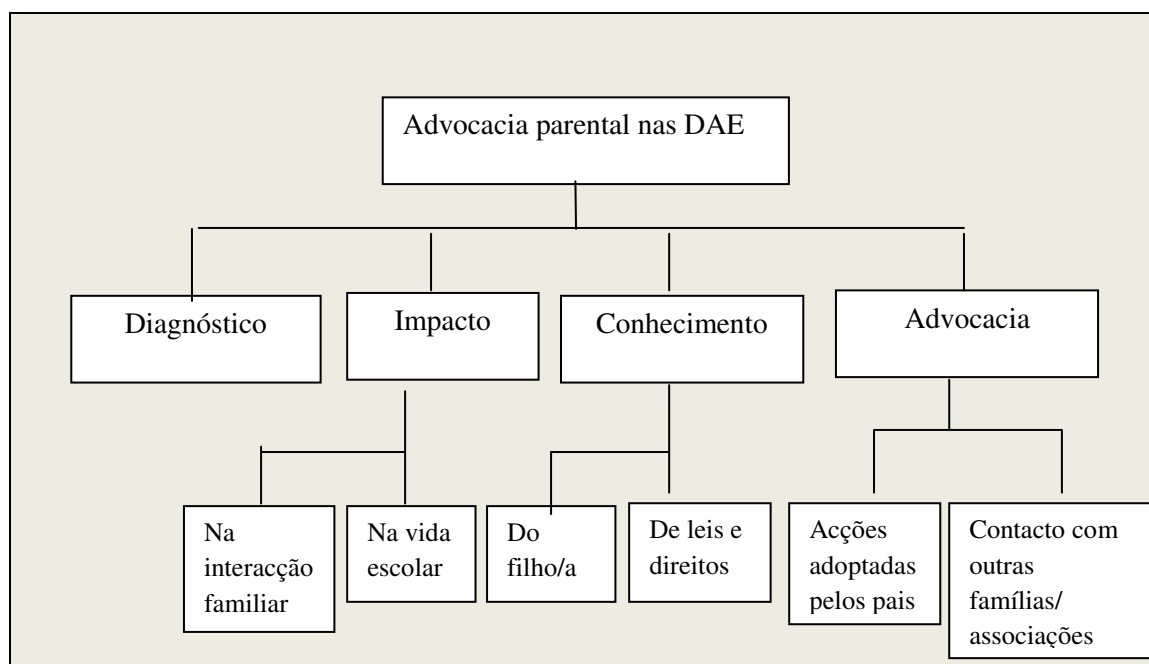 Advocacia parental nas DAE
Diagnóstico
Impacto
Conhecimento
Advocacia
Na
interacção
familiar
Na vida
escolar
Do
filho/a
De leis e
direitos
Acções
adoptadas
pelos pais
Contacto com
outras
famílias/
associações